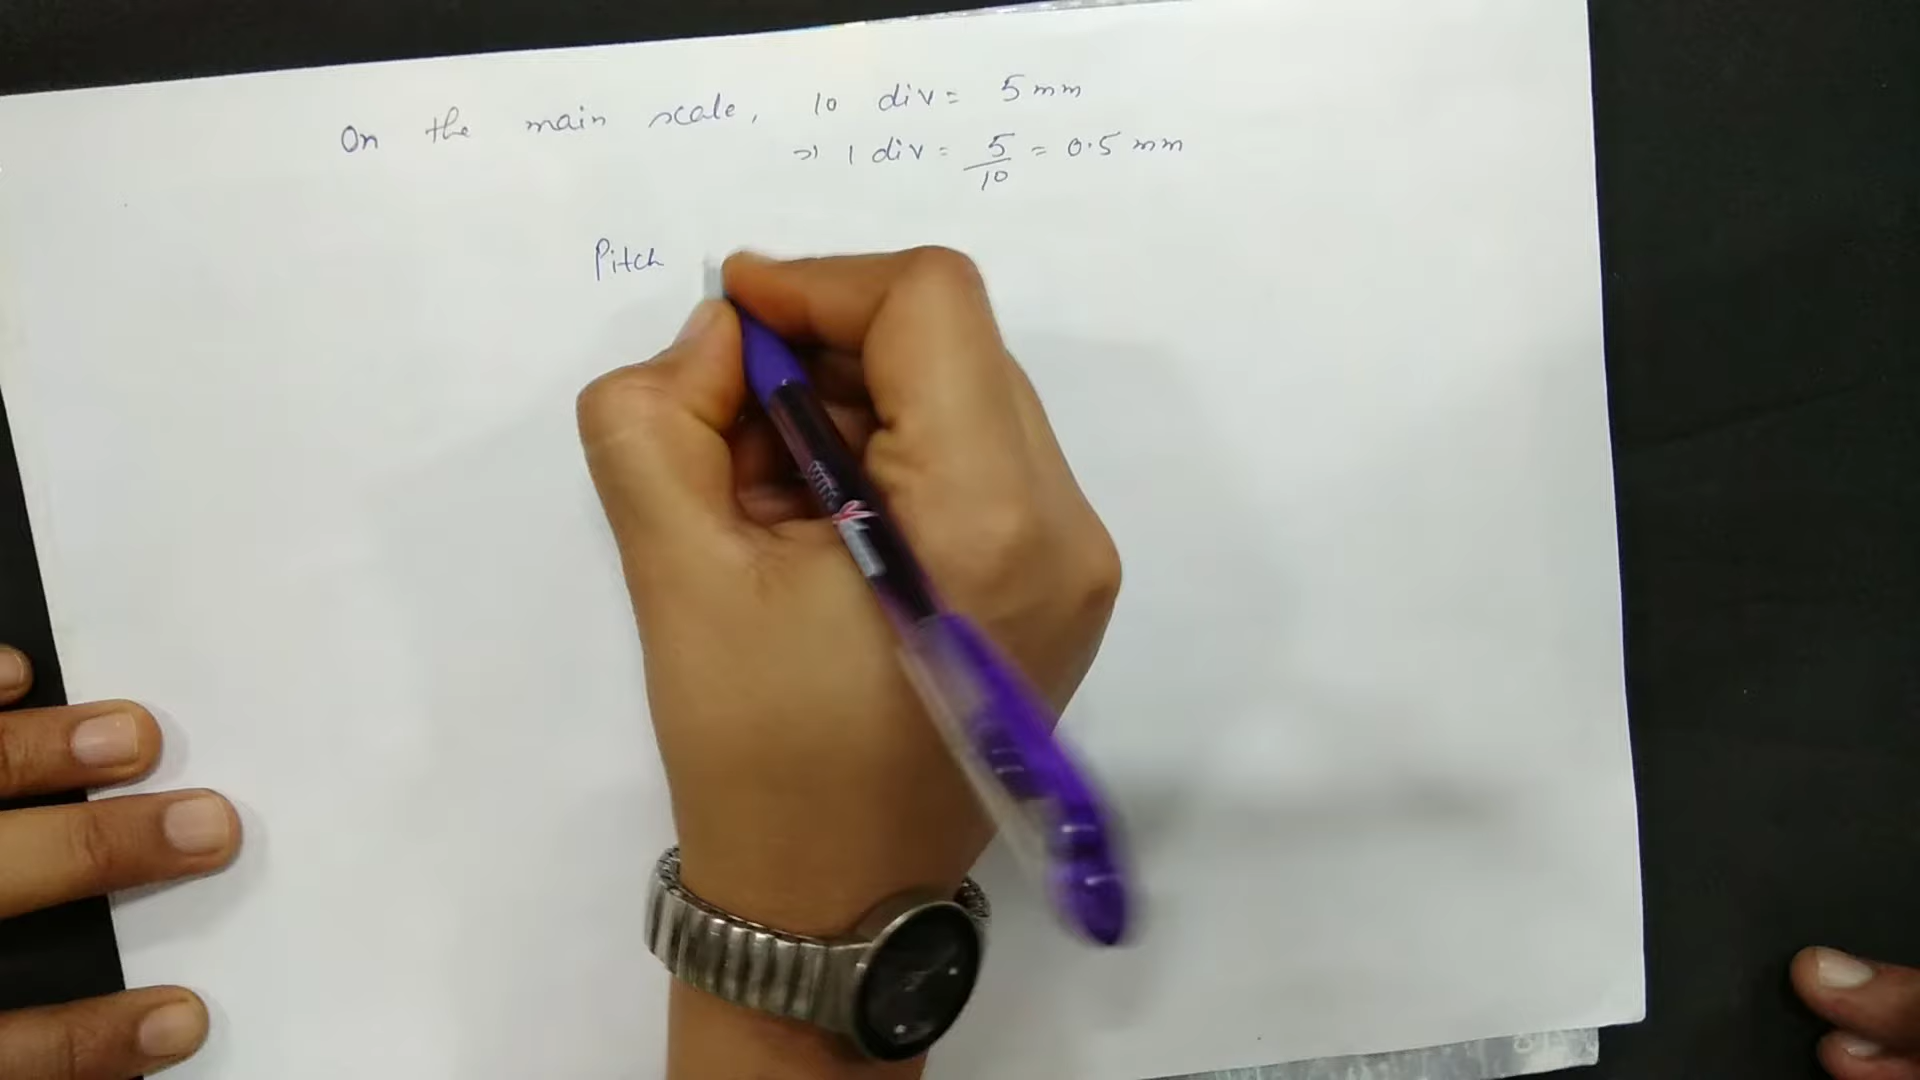 On the main scale, 10 div = 5 mm
⇒ 1 div = 5/10 = 0.5 mm
Pitch